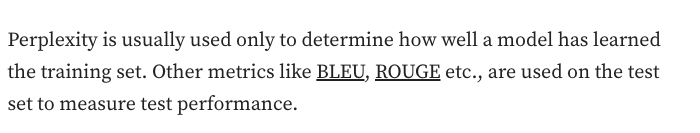 Perplexity is usually used only to determine how well a model has learned
the training set. Other metrics like BLEU, ROUGE etc., are used on the test
set to measure test performance.